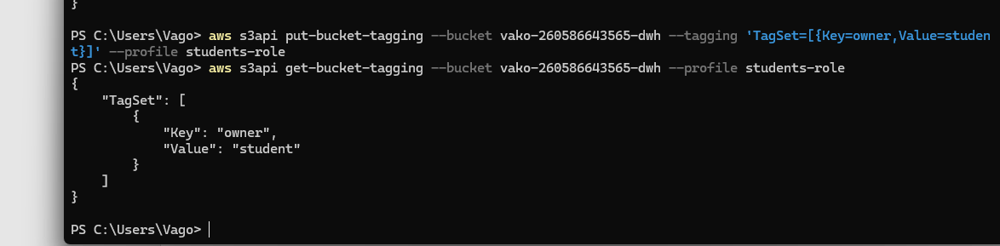 }
PS C:\Users\Vago> aws s3api put-bucket-tagging --bucket vako-260586643565-dwh --tagging 'TagSet=[{Key=owner,Value=studen
t}]' --profile students-role
PS C:\Users\Vago> aws s3api get-bucket-tagging --bucket vako-260586643565-dwh --profile students-role
{
    "TagSet": [
        {
            "Key": "owner",
            "Value": "student"
        }
    ]
}
PS C:\Users\Vago>